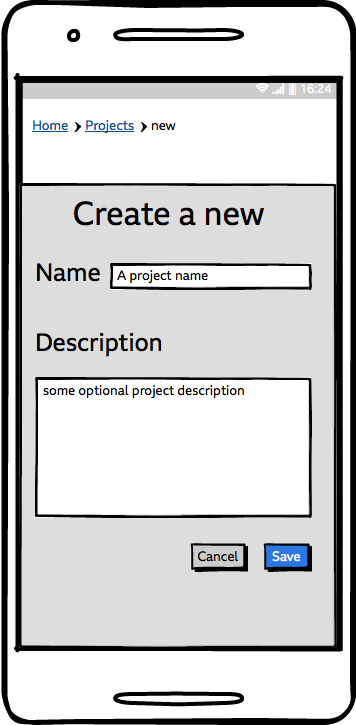 16:24
Home > Projects > new
Create a new
Name A project name
Description
some optional project description
Cancel Save